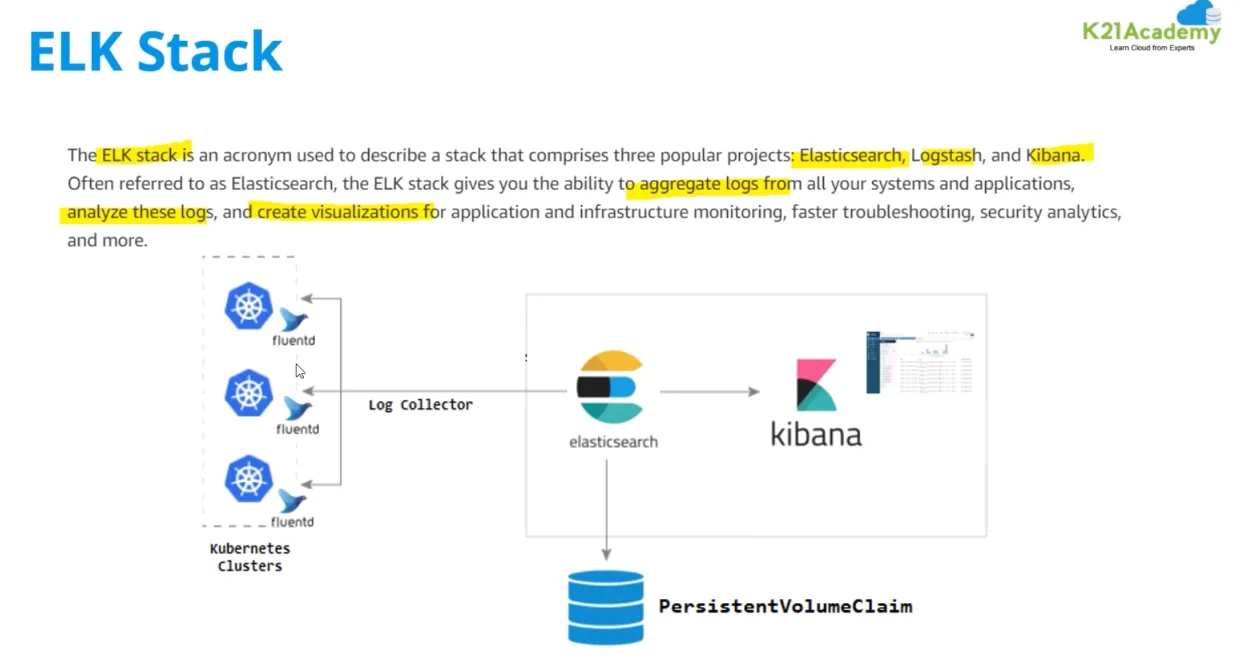 ELK Stack
K21Academy
Learn Cloud from Experts
The ELK stack is an acronym used to describe a stack that comprises three popular projects: Elasticsearch, Logstash, and Kibana.
Often referred to as Elasticsearch, the ELK stack gives you the ability to aggregate logs from all your systems and applications,
analyze these logs, and create visualizations for application and infrastructure monitoring, faster troubleshooting, security analytics,
and more.
fluentd
fluentd
fluentd
Kubernetes
Clusters
Log Collector
elasticsearch
kibana
PersistentVolumeClaim